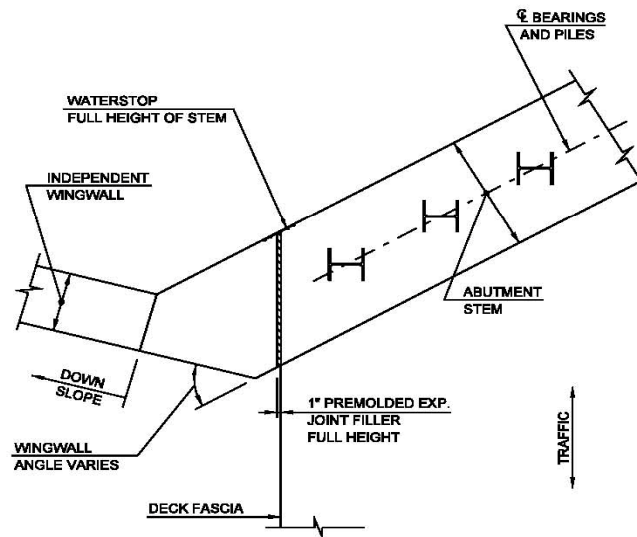 ℄ BEARINGS
AND PILES
WATERSTOP
FULL HEIGHT OF STEM
INDEPENDENT
WINGWALL
ABUTMENT
STEM
DOWN
SLOPE
1" PREMOLDED EXP.
JOINT FILLER
FULL HEIGHT
WINGWALL
ANGLE VARIES
TRAFFIC
DECK FASCIA